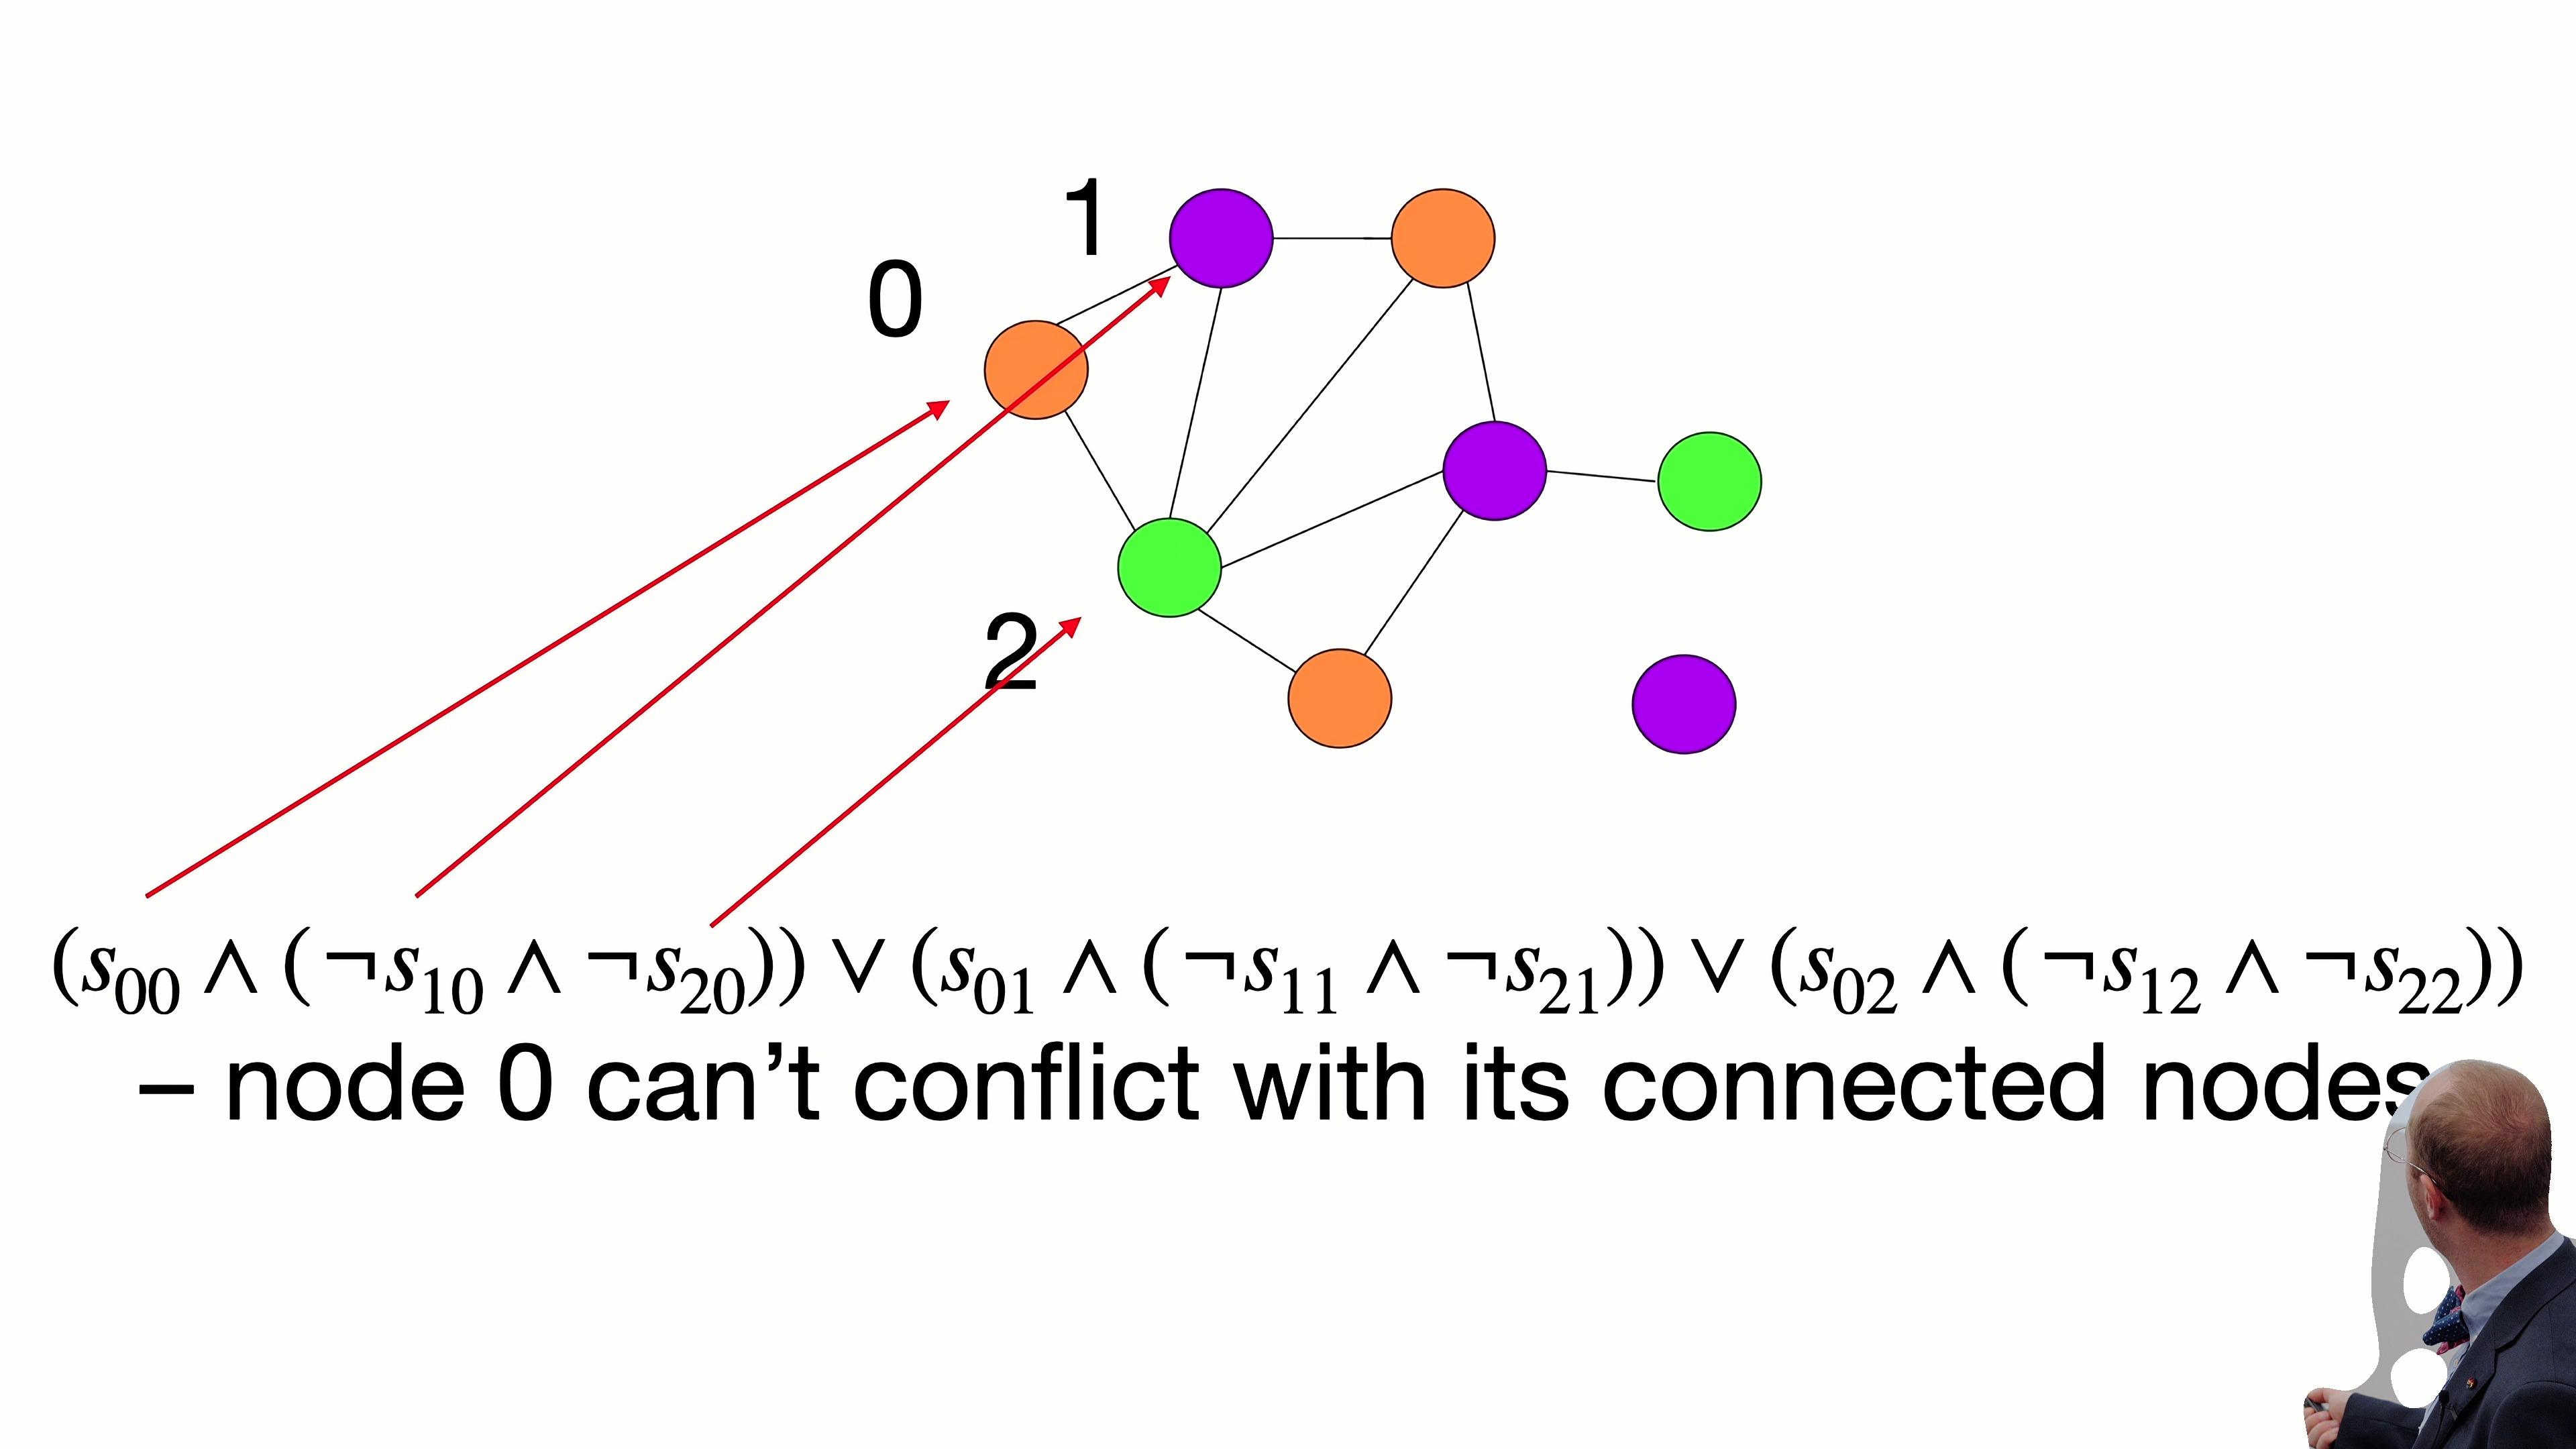 1
0
2
(s₀₀ ∧ (¬s₁₀ ∧ ¬s₂₀)) ∨ (s₀₁ ∧ (¬s₁₁ ∧ ¬s₂₁)) ∨ (s₀₂ ∧ (¬s₁₂ ∧ ¬s₂₂))
– node 0 can’t conflict with its connected nodes